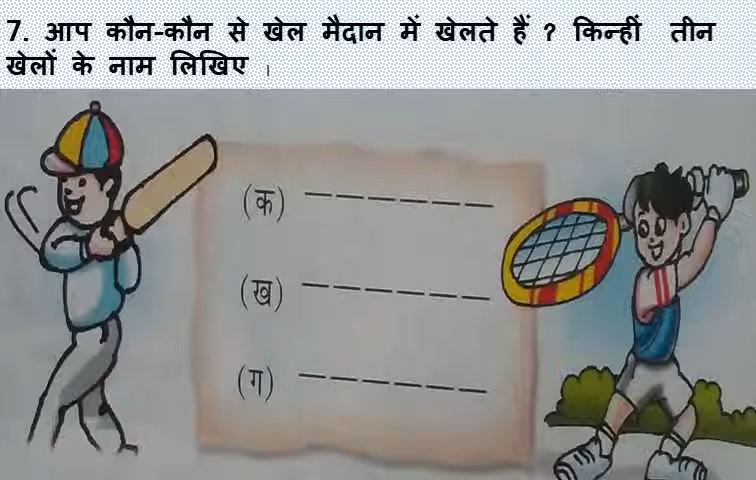 7. आप कौन-कौन से खेल मैदान में खेलते हैं ? किन्हीं तीन
खेलों के नाम लिखिए ।
(क) _ _ _ _ _ _
(ख) _ _ _ _ _ _
(ग) _ _ _ _ _ _